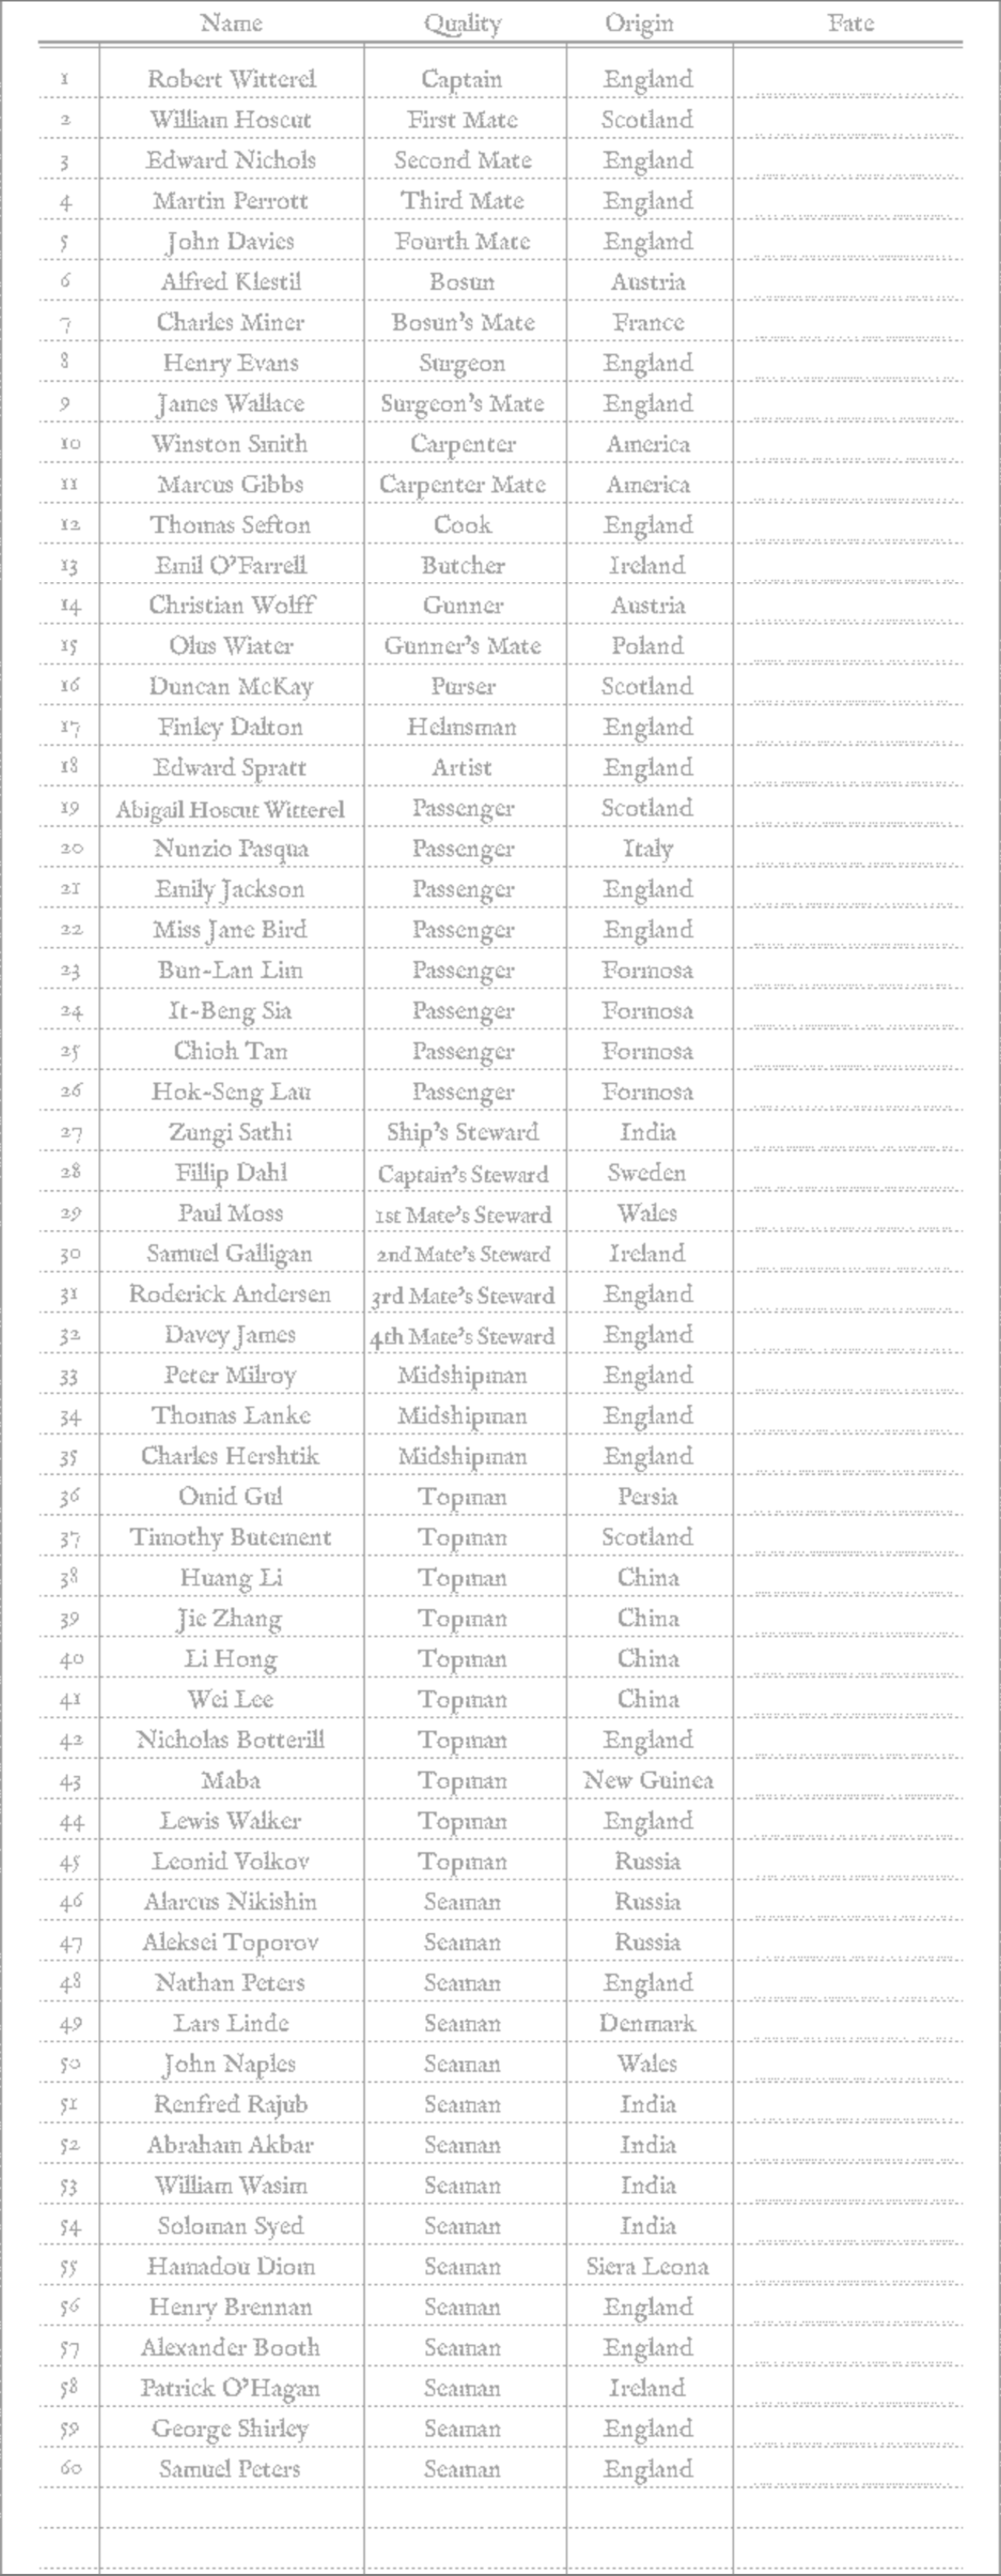 Name Quality Origin Fate
1 Robert Witterel Captain England
2 William Hoscut First Mate Scotland
3 Edward Nichols Second Mate England
4 Martin Perrott Third Mate England
5 John Davies Fourth Mate England
6 Alfred Klestil Bosun Austria
7 Charles Miner Bosun's Mate France
8 Henry Evans Surgeon England
9 James Wallace Surgeon's Mate England
10 Winston Smith Carpenter America
11 Marcus Gibbs Carpenter Mate America
12 Thomas Sefton Cook England
13 Emil O'Farrell Butcher Ireland
14 Christian Wolff Gunner Austria
15 Olus Wiater Gunner's Mate Poland
16 Duncan McKay Purser Scotland
17 Finley Dalton Helmsman England
18 Edward Spratt Artist England
19 Abigail Hoscut Witterel Passenger Scotland
20 Nunzio Pasqua Passenger Italy
21 Emily Jackson Passenger England
22 Miss Jane Bird Passenger England
23 Bun-Lan Lim Passenger Formosa
24 It-Beng Sia Passenger Formosa
25 Chioh Tan Passenger Formosa
26 Hok-Seng Lau Passenger Formosa
27 Zungi Sathi Ship's Steward India
28 Fillip Dahl Captain's Steward Sweden
29 Paul Moss 1st Mate's Steward Wales
30 Samuel Galligan 2nd Mate's Steward Ireland
31 Roderick Andersen 3rd Mate's Steward England
32 Davey James 4th Mate's Steward England
33 Peter Milroy Midshipman England
34 Thomas Lanke Midshipman England
35 Charles Hershtik Midshipman England
36 Omid Gul Topman Persia
37 Timothy Butement Topman Scotland
38 Huang Li Topman China
39 Jie Zhang Topman China
40 Li Hong Topman China
41 Wei Lee Topman China
42 Nicholas Botterill Topman England
43 Maba Topman New Guinea
44 Lewis Walker Topman England
45 Leonid Volkov Topman Russia
46 Alarcus Nikishin Seaman Russia
47 Aleksei Toporov Seaman Russia
48 Nathan Peters Seaman England
49 Lars Linde Seaman Denmark
50 John Naples Seaman Wales
51 Renfred Rajub Seaman India
52 Abraham Akbar Seaman India
53 William Wasim Seaman India
54 Soloman Syed Seaman India
55 Hamadou Diom Seaman Siera Leona
56 Henry Brennan Seaman England
57 Alexander Booth Seaman England
58 Patrick O'Hagan Seaman Ireland
59 George Shirley Seaman England
60 Samuel Peters Seaman England